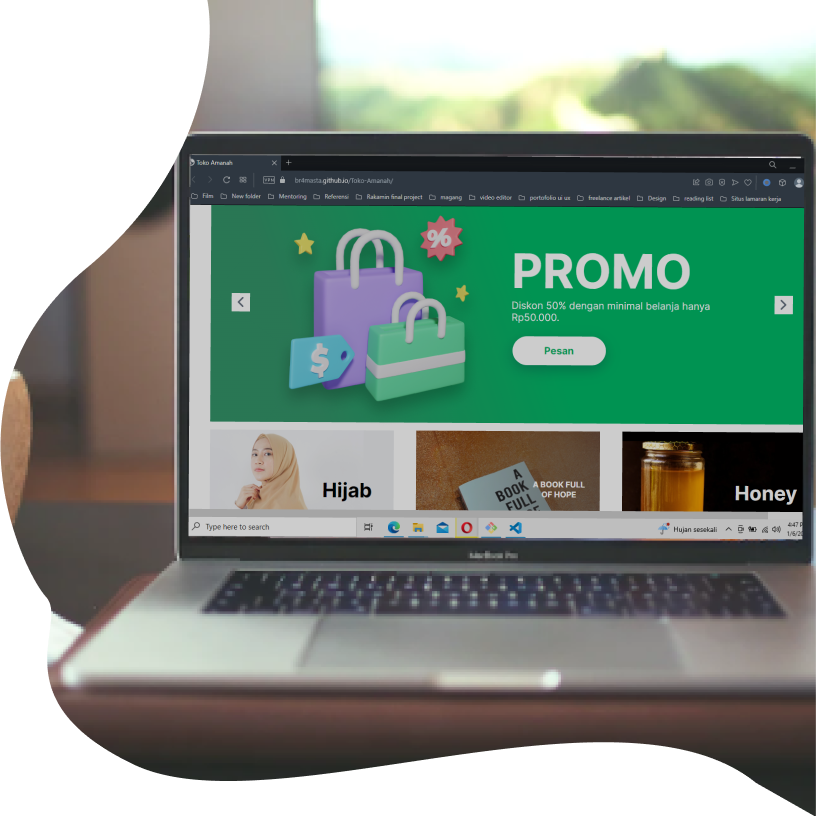 Toko Amanah
VPN
br4masta.github.io/Toko-Amanah/
Film
New folder
Mentoring
Referensi
Rakamin final project
magang
video editor
portofolio ui ux
freelance artikel
Design
reading list
Situs lamaran kerja
%
PROMO
Diskon 50% dengan minimal belanja hanya
Rp50.000.
Pesan
$
Hijab
A
BOOK
FULL
A BOOK FULL
OF HOPE
Honey
Type here to search
Hujan sesekali
4:47
1/6/20
MacBook Pro